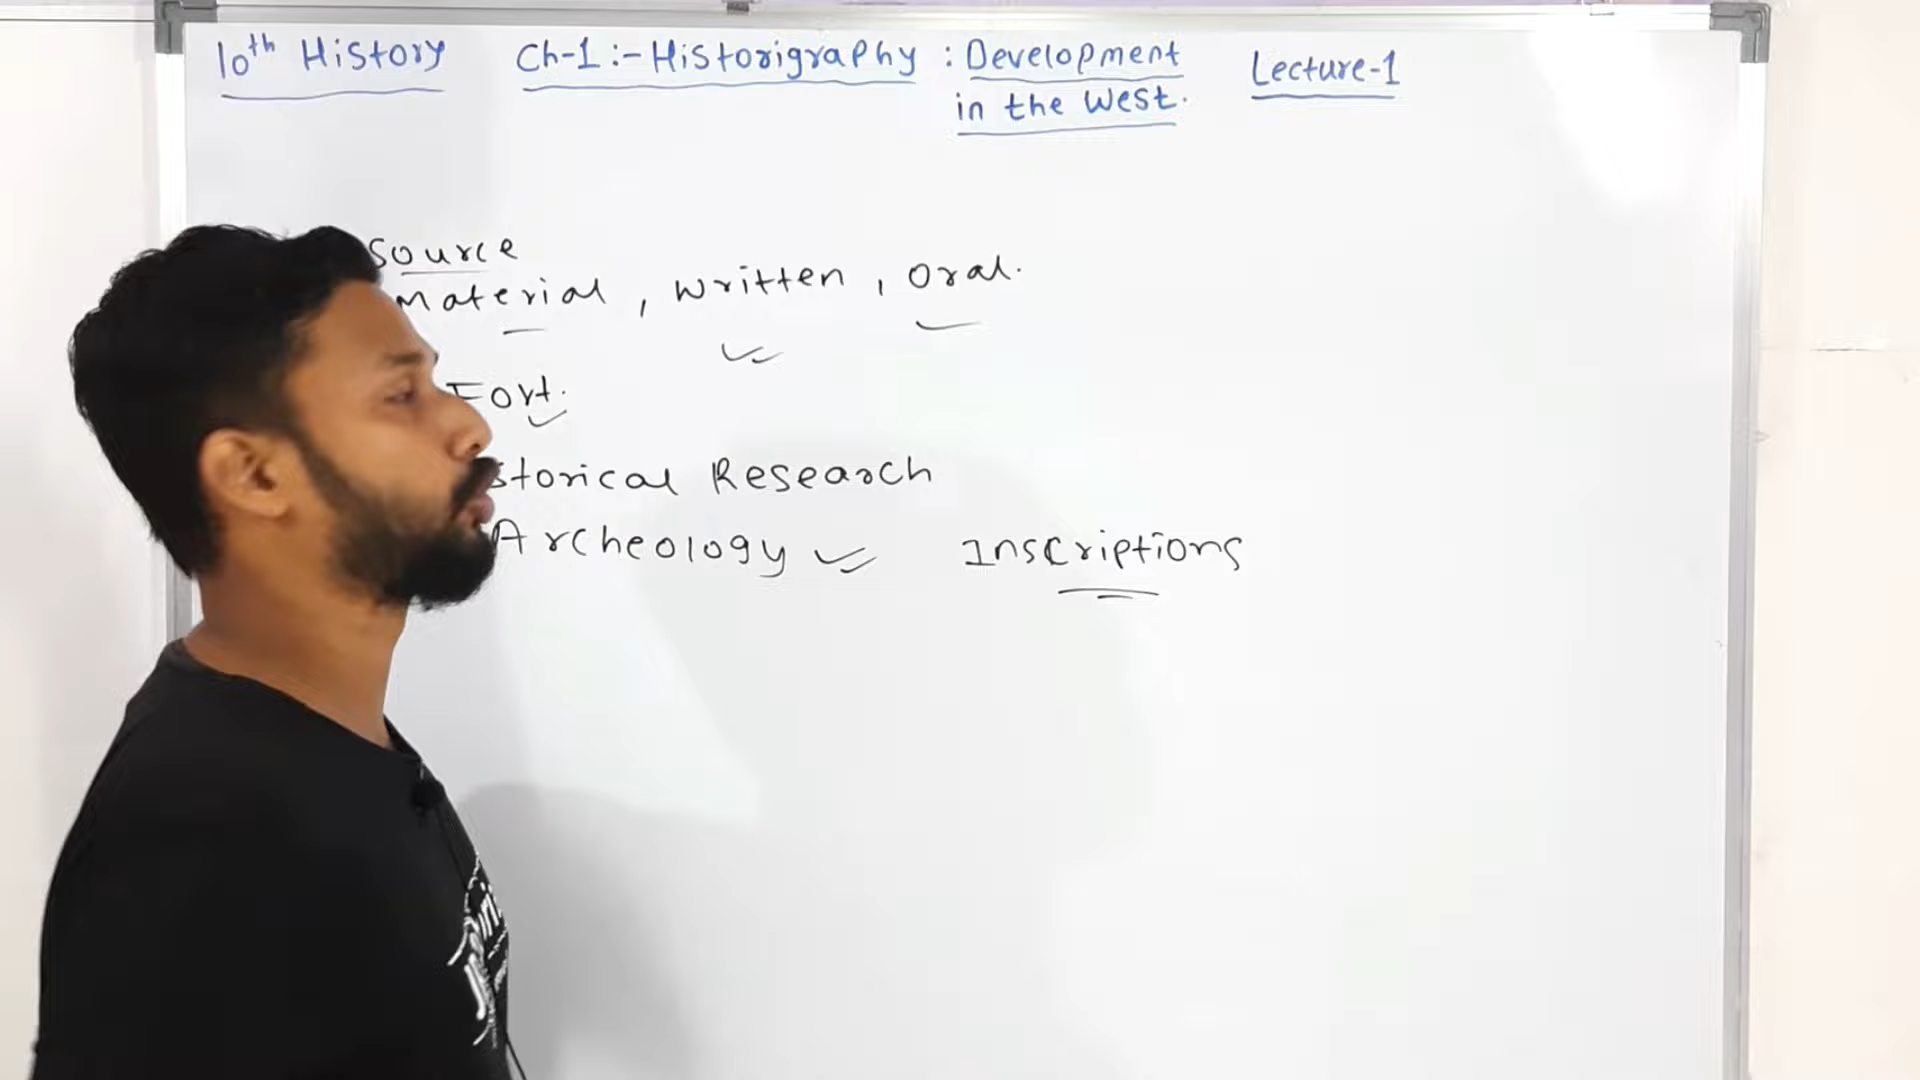 10th History Ch-1:- Historigraphy : Development Lecture-1
in the West.
Source
Material, written, oral.
Fort.
storical Research
Archeology Inscriptions